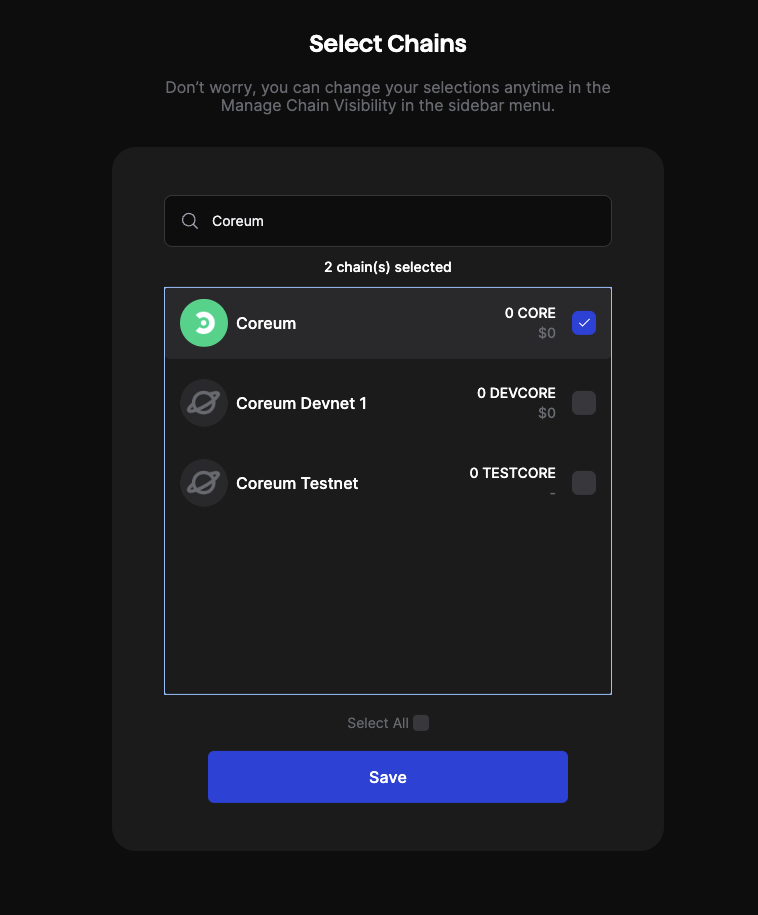 Select Chains
Don't worry, you can change your selections anytime in the
Manage Chain Visibility in the sidebar menu.
Coreum
2 chain(s) selected
Coreum
0 CORE
$0
Coreum Devnet 1
0 DEVCORE
$0
Coreum Testnet
0 TESTCORE
-
Select All
Save